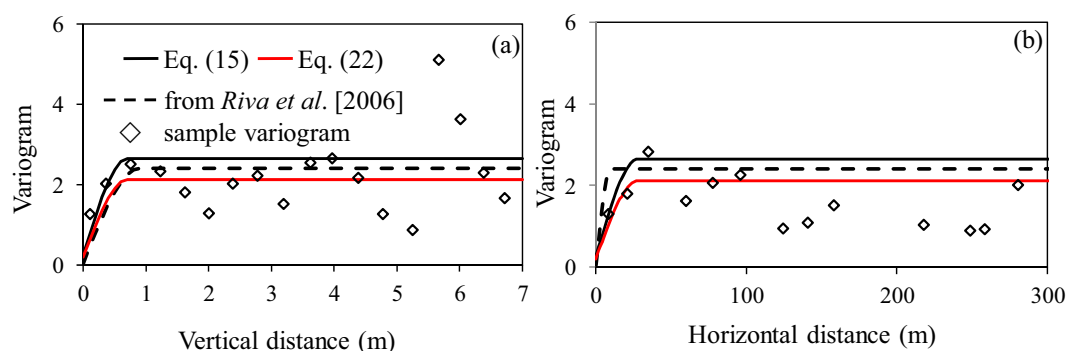 6
4
2
0
Variogram
Eq. (15)
Eq. (22)
(a)
from Riva et al. [2006]
sample variogram
0 1 2 3 4 5 6 7
Vertical distance (m)
6
4
2
0
Variogram
(b)
0 100 200 300
Horizontal distance (m)